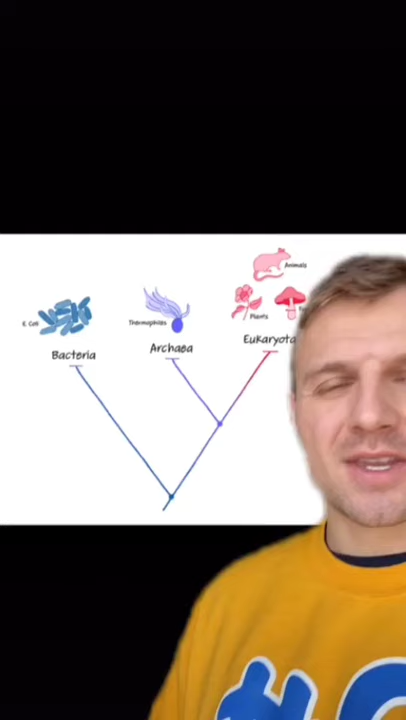 Animals
E. Coli
Thermophiles
Plants
Bacteria
Archaea
Eukaryota